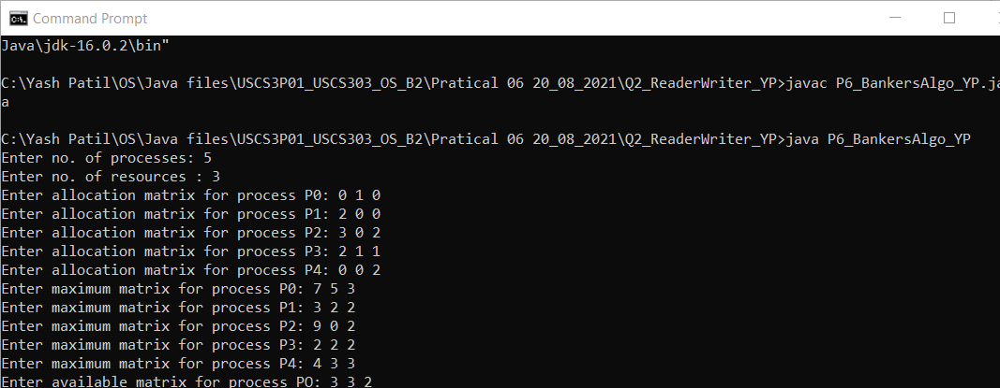 Command Prompt
Java\jdk-16.0.2\bin"
C:\Yash Patil\OS\Java files\USCS3P01_USCS303_OS_B2\Pratical 06 20_08_2021\Q2_ReaderWriter_YP>javac P6_BankersAlgo_YP.ja
a
C:\Yash Patil\OS\Java files\USCS3P01_USCS303_OS_B2\Pratical 06 20_08_2021\Q2_ReaderWriter_YP>java P6_BankersAlgo_YP
Enter no. of processes: 5
Enter no. of resources : 3
Enter allocation matrix for process P0: 0 1 0
Enter allocation matrix for process P1: 2 0 0
Enter allocation matrix for process P2: 3 0 2
Enter allocation matrix for process P3: 2 1 1
Enter allocation matrix for process P4: 0 0 2
Enter maximum matrix for process P0: 7 5 3
Enter maximum matrix for process P1: 3 2 2
Enter maximum matrix for process P2: 9 0 2
Enter maximum matrix for process P3: 2 2 2
Enter maximum matrix for process P4: 4 3 3
Enter available matrix for process PO: 3 3 2